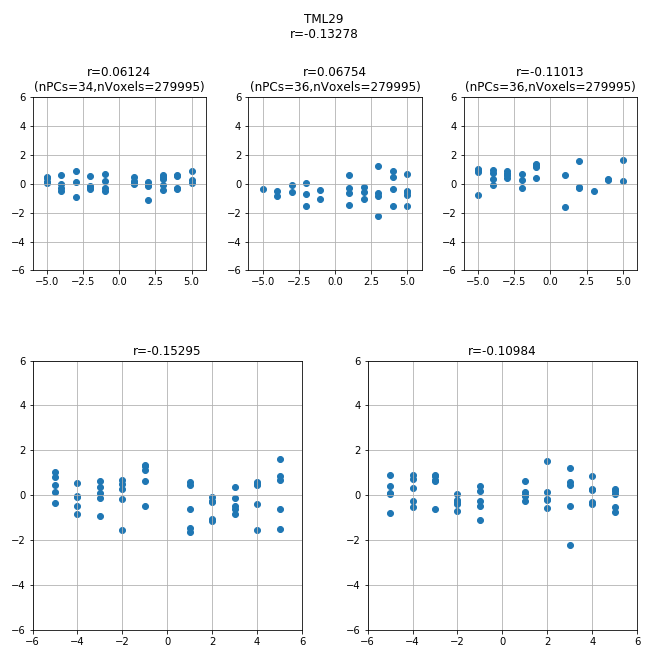 TML29
r=-0.13278
r=0.06124
(nPCs=34,nVoxels=279995)
r=0.06754
(nPCs=36,nVoxels=279995)
r=-0.11013
(nPCs=36,nVoxels=279995)
6
4
2
0
−2
−4
−6
−5.0 −2.5 0.0 2.5 5.0
6
4
2
0
−2
−4
−6
−5.0 −2.5 0.0 2.5 5.0
6
4
2
0
−2
−4
−6
−5.0 −2.5 0.0 2.5 5.0
r=-0.15295
6
4
2
0
−2
−4
−6
−6 −4 −2 0 2 4 6
r=-0.10984
6
4
2
0
−2
−4
−6
−6 −4 −2 0 2 4 6